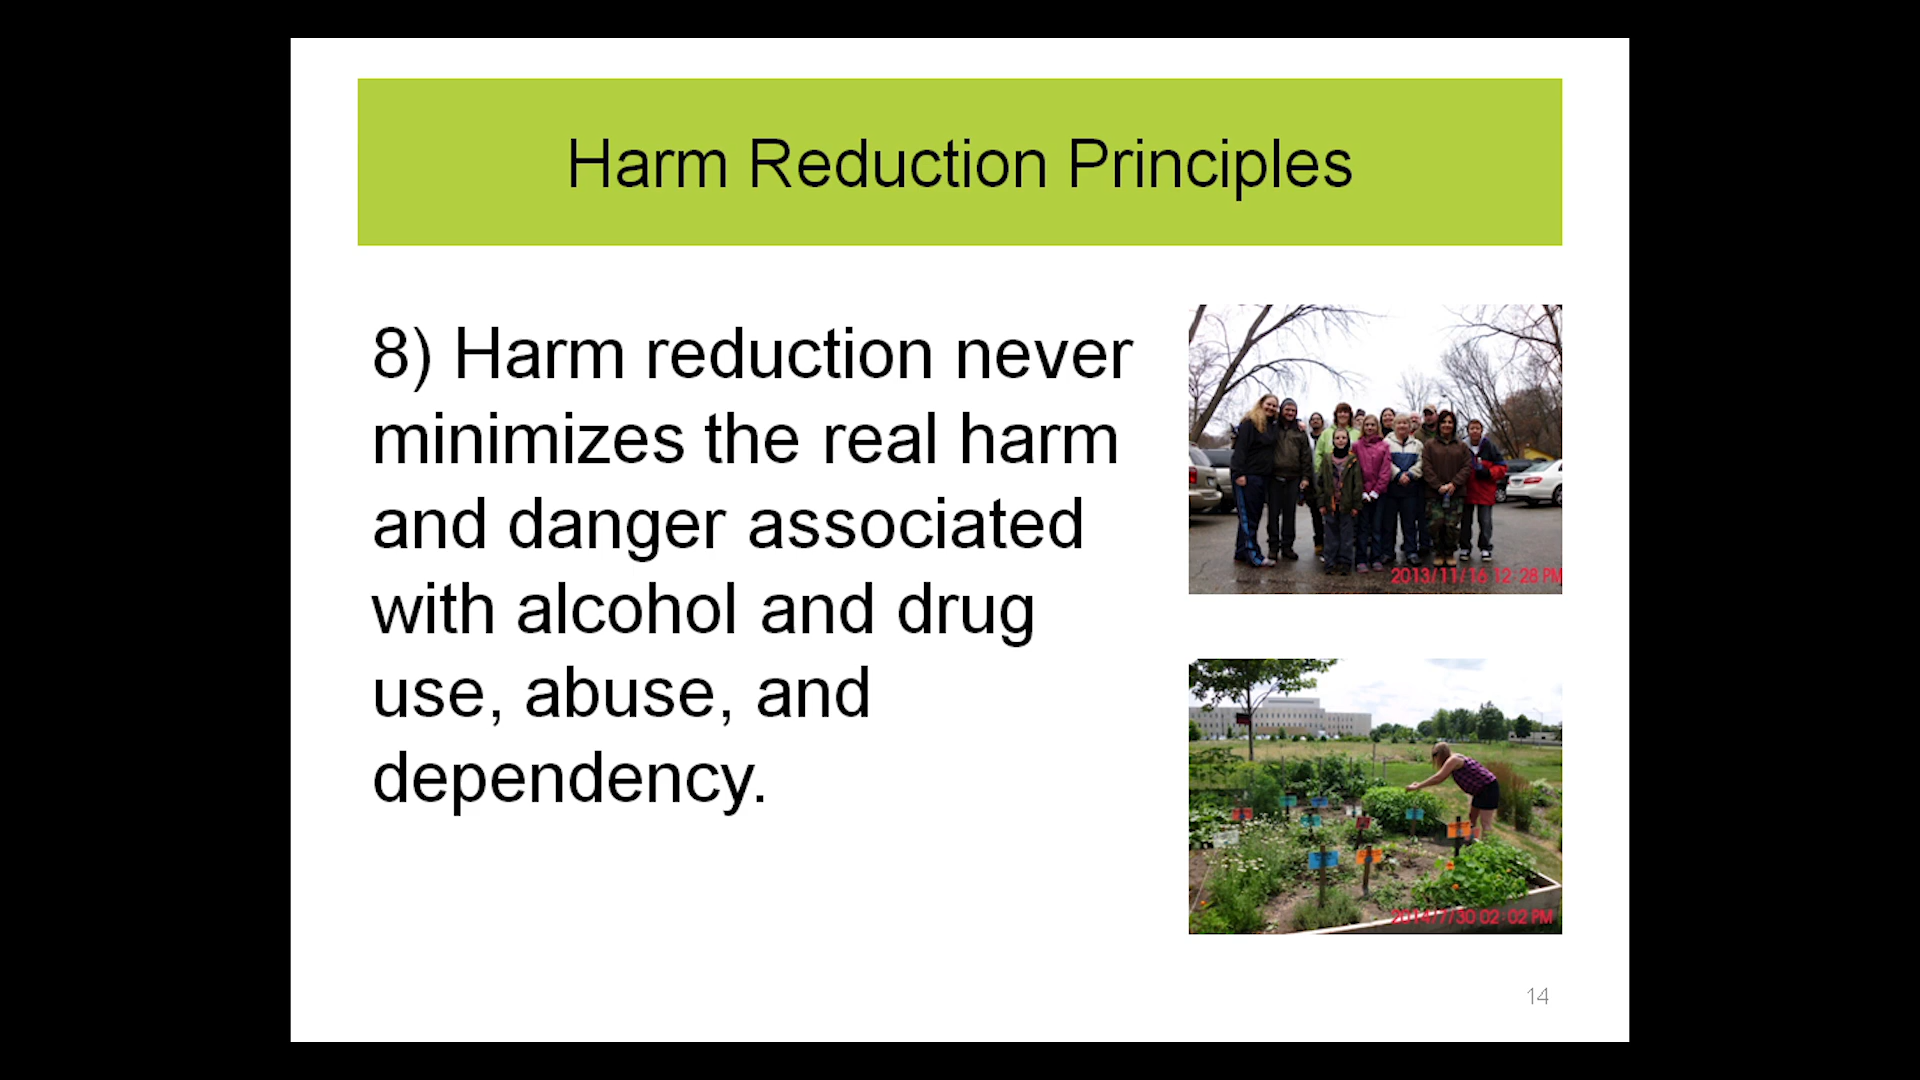 Harm Reduction Principles
8) Harm reduction never
minimizes the real harm
and danger associated
with alcohol and drug
use, abuse, and
dependency.
2013/11/16 12:28 PM
2014/7/30 02:02 PM
14